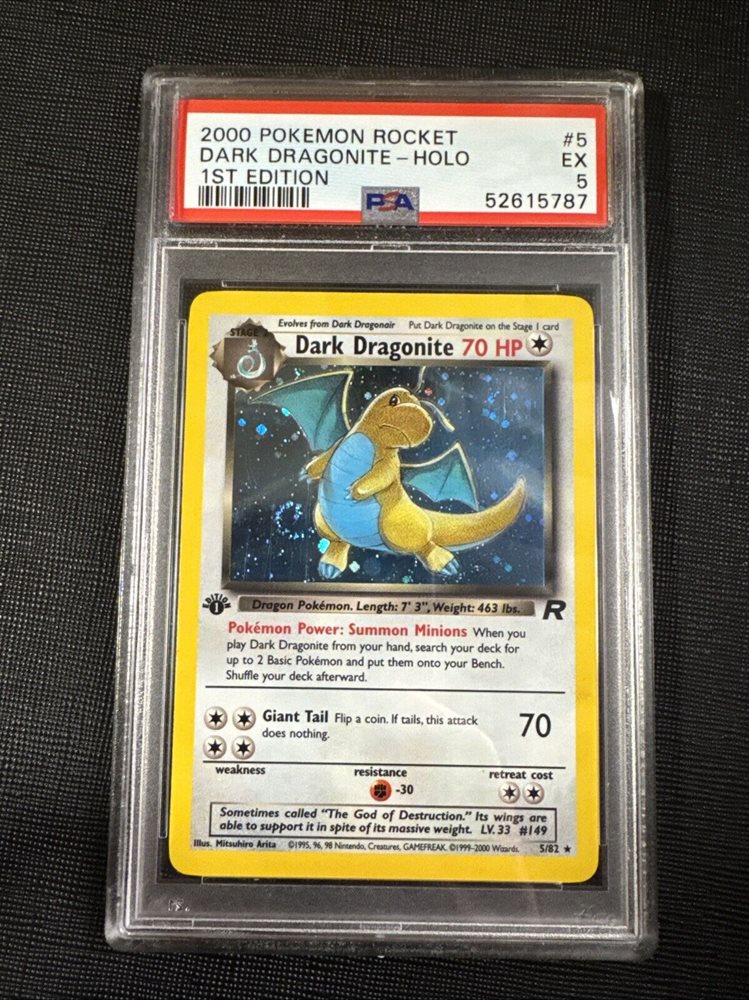 2000 POKEMON ROCKET #5
DARK DRAGONITE – HOLO EX
1ST EDITION 5
PSA 52615787
Evolves from Dark Dragonair Put Dark Dragonite on the Stage 1 card
STAGE 2
Dark Dragonite 70 HP
EDITION
1
Dragon Pokémon. Length: 7' 3", Weight: 463 lbs.
R
Pokémon Power: Summon Minions When you
play Dark Dragonite from your hand, search your deck for
up to 2 Basic Pokémon and put them onto your Bench.
Shuffle your deck afterward.
Giant Tail Flip a coin. If tails, this attack
does nothing.
70
weakness resistance retreat cost
-30
Sometimes called "The God of Destruction." Its wings are
able to support it in spite of its massive weight. LV. 33 #149
Illus. Mitsuhiro Arita ©1995, 96, 98 Nintendo, Creatures, GAMEFREAK. ©1999-2000 Wizards. 5/82 ★